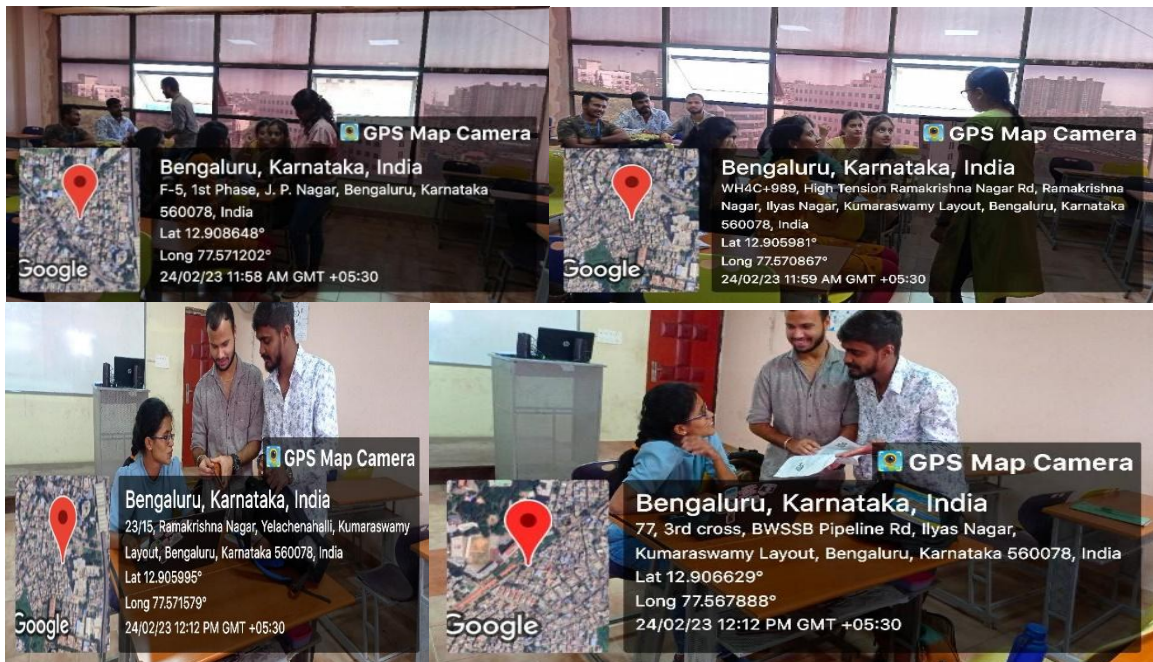 GPS Map Camera
Bengaluru, Karnataka, India
F-5, 1st Phase, J. P. Nagar, Bengaluru, Karnataka
560078, India
Lat 12.908648°
Long 77.571202°
24/02/23 11:58 AM GMT +05:30
Google
GPS Map Camera
Bengaluru, Karnataka, India
WH4C+989, High Tension Ramakrishna Nagar Rd, Ramakrishna
Nagar, Ilyas Nagar, Kumaraswamy Layout, Bengaluru, Karnataka
560078, India
Lat 12.905981°
Long 77.570867°
24/02/23 11:59 AM GMT +05:30
Google
GPS Map Camera
Bengaluru, Karnataka, India
23/15, Ramakrishna Nagar, Yelachenahalli, Kumaraswamy
Layout, Bengaluru, Karnataka 560078, India
Lat 12.905995°
Long 77.571579°
24/02/23 12:12 PM GMT +05:30
Google
GPS Map Camera
Bengaluru, Karnataka, India
77, 3rd cross, BWSSB Pipeline Rd, Ilyas Nagar,
Kumaraswamy Layout, Bengaluru, Karnataka 560078, India
Lat 12.906629°
Long 77.567888°
24/02/23 12:12 PM GMT +05:30
Google